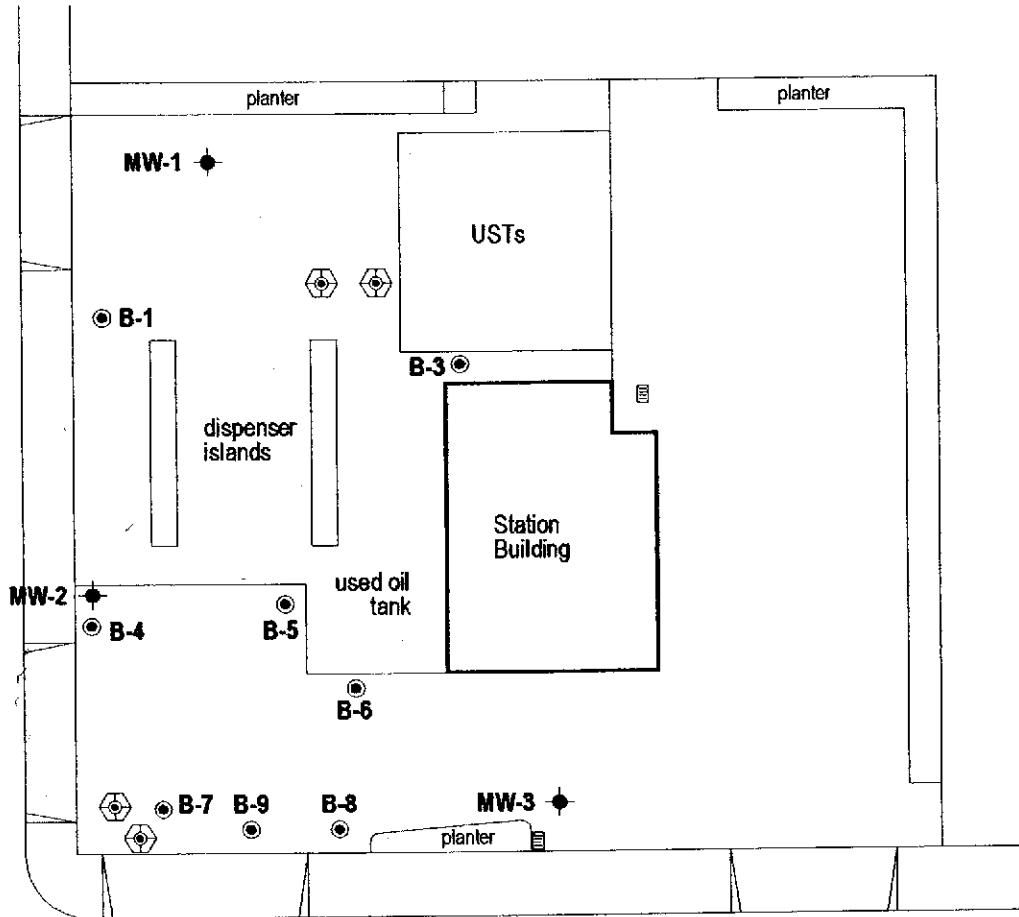 planter
planter
MW-1
USTs
B-1
B-3
dispenser
islands
Station
Building
used oil
tank
MW-2
B-4
B-5
B-6
B-7
B-9
B-8
MW-3
planter